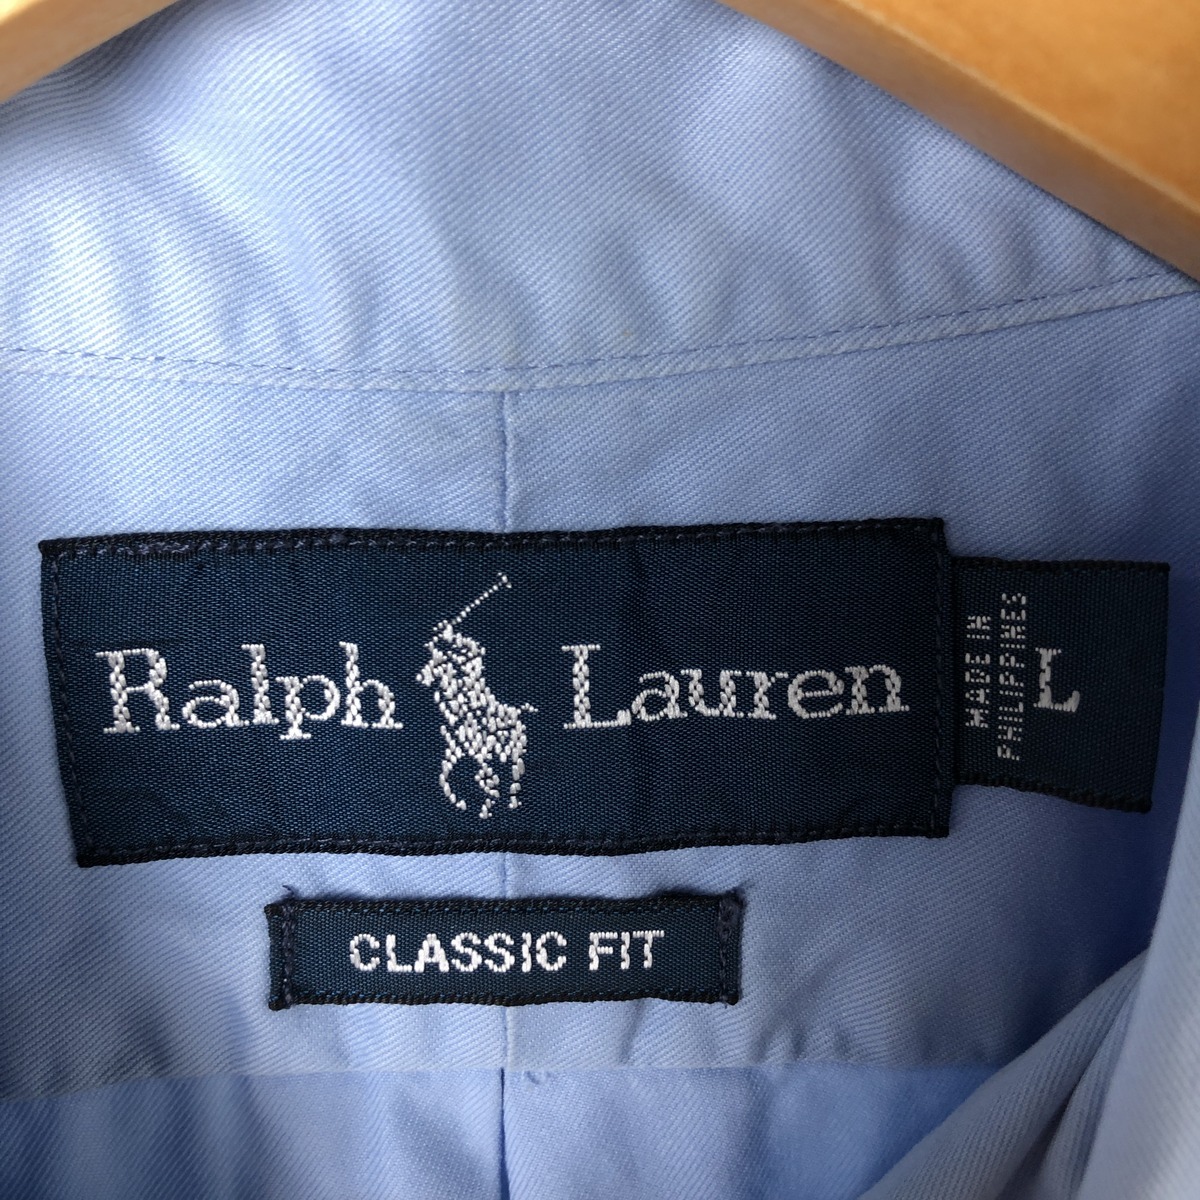 Ralph Lauren
MADE IN
PHILIPPINES
L
CLASSIC FIT